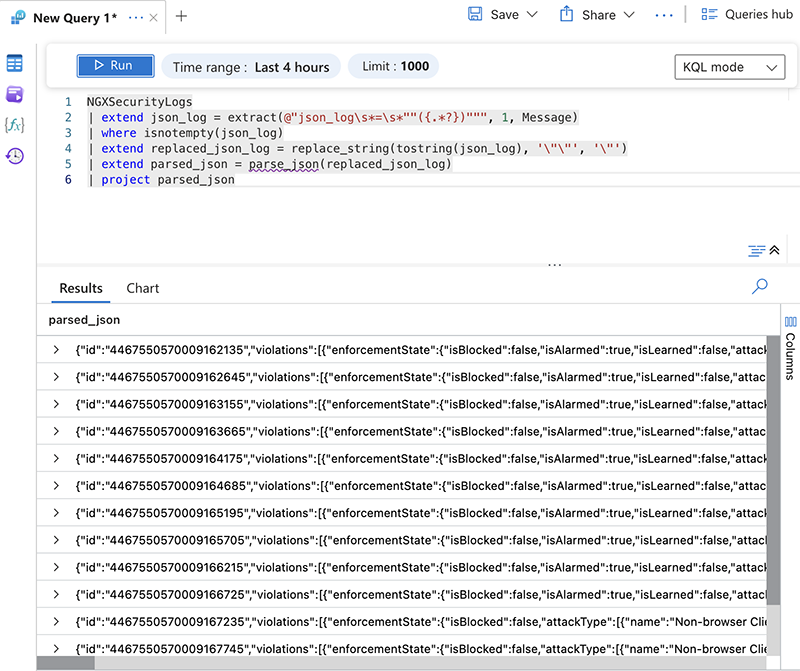 New Query 1* ··· × +
Save Share ··· Queries hub
Run Time range : Last 4 hours Limit : 1000 KQL mode
1 NGXSecurityLogs
2 | extend json_log = extract(@"json_log\s*=\s*""({.*?})""", 1, Message)
3 | where isnotempty(json_log)
4 | extend replaced_json_log = replace_string(tostring(json_log), '\"\"', '\"')
5 | extend parsed_json = parse_json(replaced_json_log)
6 | project parsed_json
...
Results Chart
parsed_json
Columns
{"id":"4467550570009162135","violations":[{"enforcementState":{"isBlocked":false,"isAlarmed":true,"isLearned":false,"attack
{"id":"4467550570009162645","violations":[{"enforcementState":{"isBlocked":false,"isAlarmed":true,"isLearned":false,"attac
{"id":"4467550570009163155","violations":[{"enforcementState":{"isBlocked":false,"isAlarmed":true,"isLearned":false,"attack
{"id":"4467550570009163665","violations":[{"enforcementState":{"isBlocked":false,"isAlarmed":true,"isLearned":false,"attac
{"id":"4467550570009164175","violations":[{"enforcementState":{"isBlocked":false,"isAlarmed":true,"isLearned":false,"attack
{"id":"4467550570009164685","violations":[{"enforcementState":{"isBlocked":false,"isAlarmed":true,"isLearned":false,"attac
{"id":"4467550570009165195","violations":[{"enforcementState":{"isBlocked":false,"isAlarmed":true,"isLearned":false,"attack
{"id":"4467550570009165705","violations":[{"enforcementState":{"isBlocked":false,"isAlarmed":true,"isLearned":false,"attac
{"id":"4467550570009166215","violations":[{"enforcementState":{"isBlocked":false,"isAlarmed":true,"isLearned":false,"attack
{"id":"4467550570009166725","violations":[{"enforcementState":{"isBlocked":false,"isAlarmed":true,"isLearned":false,"attack
{"id":"4467550570009167235","violations":[{"enforcementState":{"isBlocked":false,"attackType":[{"name":"Non-browser Clie
{"id":"4467550570009167745","violations":[{"enforcementState":{"isBlocked":false,"attackType":[{"name":"Non-browser Clie